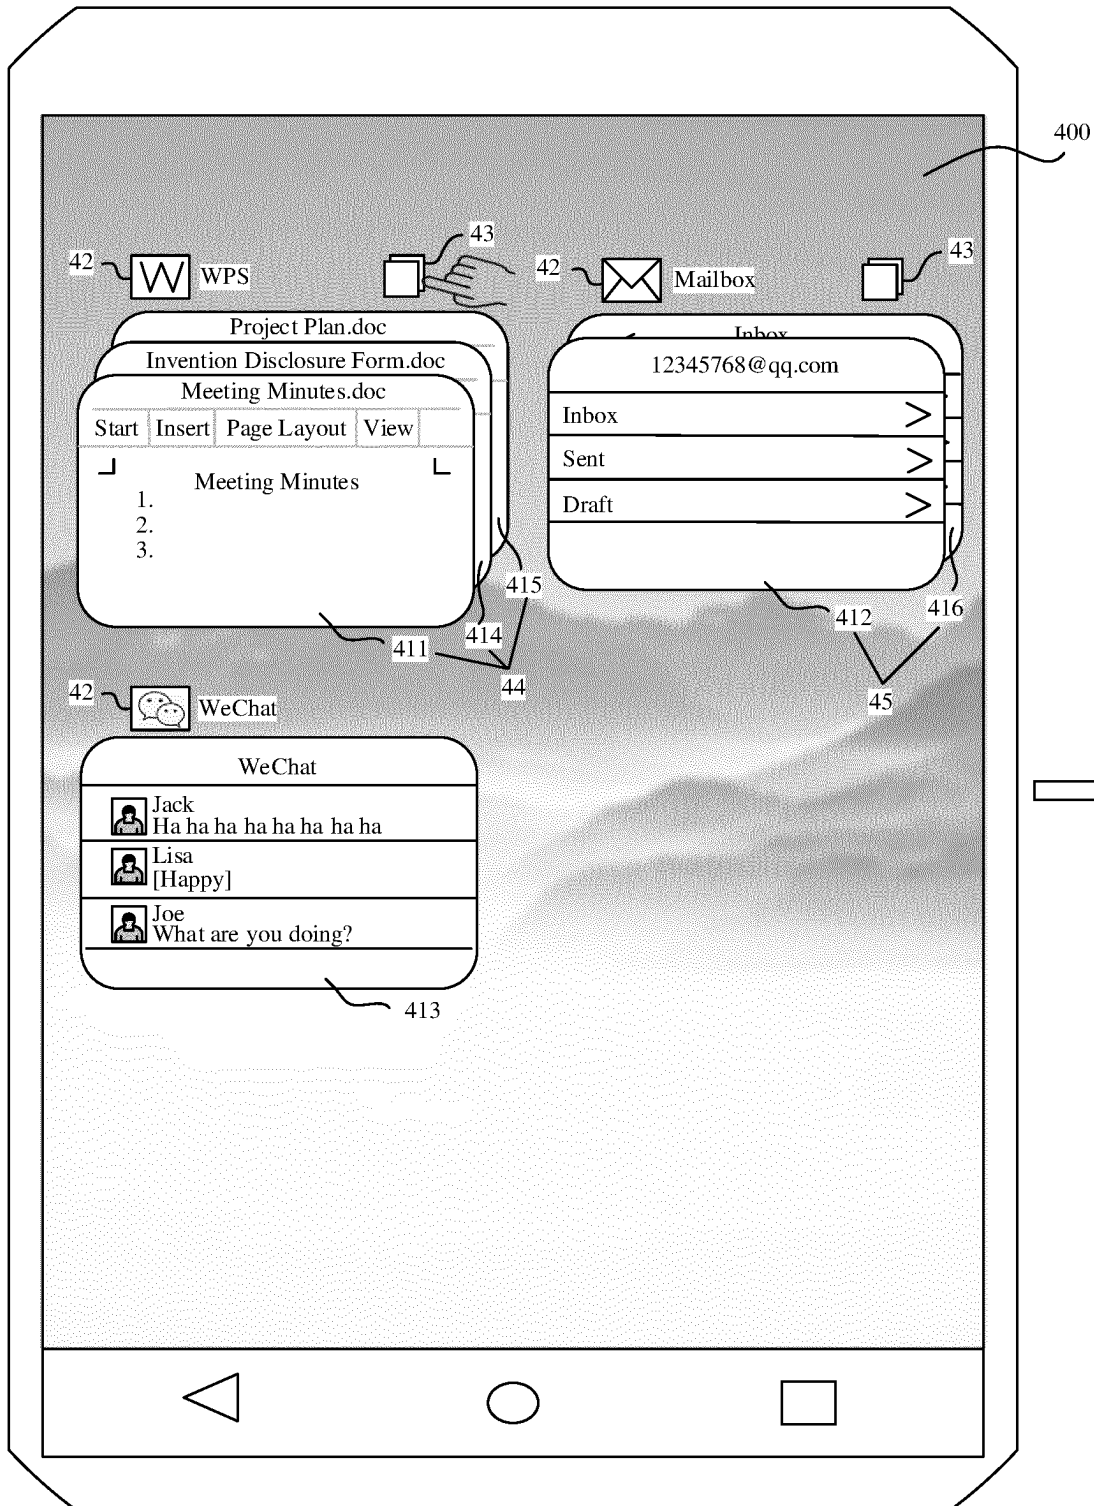 400
43
43
42
WPS
42
Mailbox
Project Plan.doc
Invention Disclosure Form.doc
Meeting Minutes.doc
Start Insert Page Layout View
Meeting Minutes
1.
2.
3.
Inbox
12345768@qq.com
Inbox
Sent
Draft
415
414
411
44
412
416
45
42
WeChat
WeChat
Jack
Ha ha ha ha ha ha ha ha
Lisa
[Happy]
Joe
What are you doing?
413